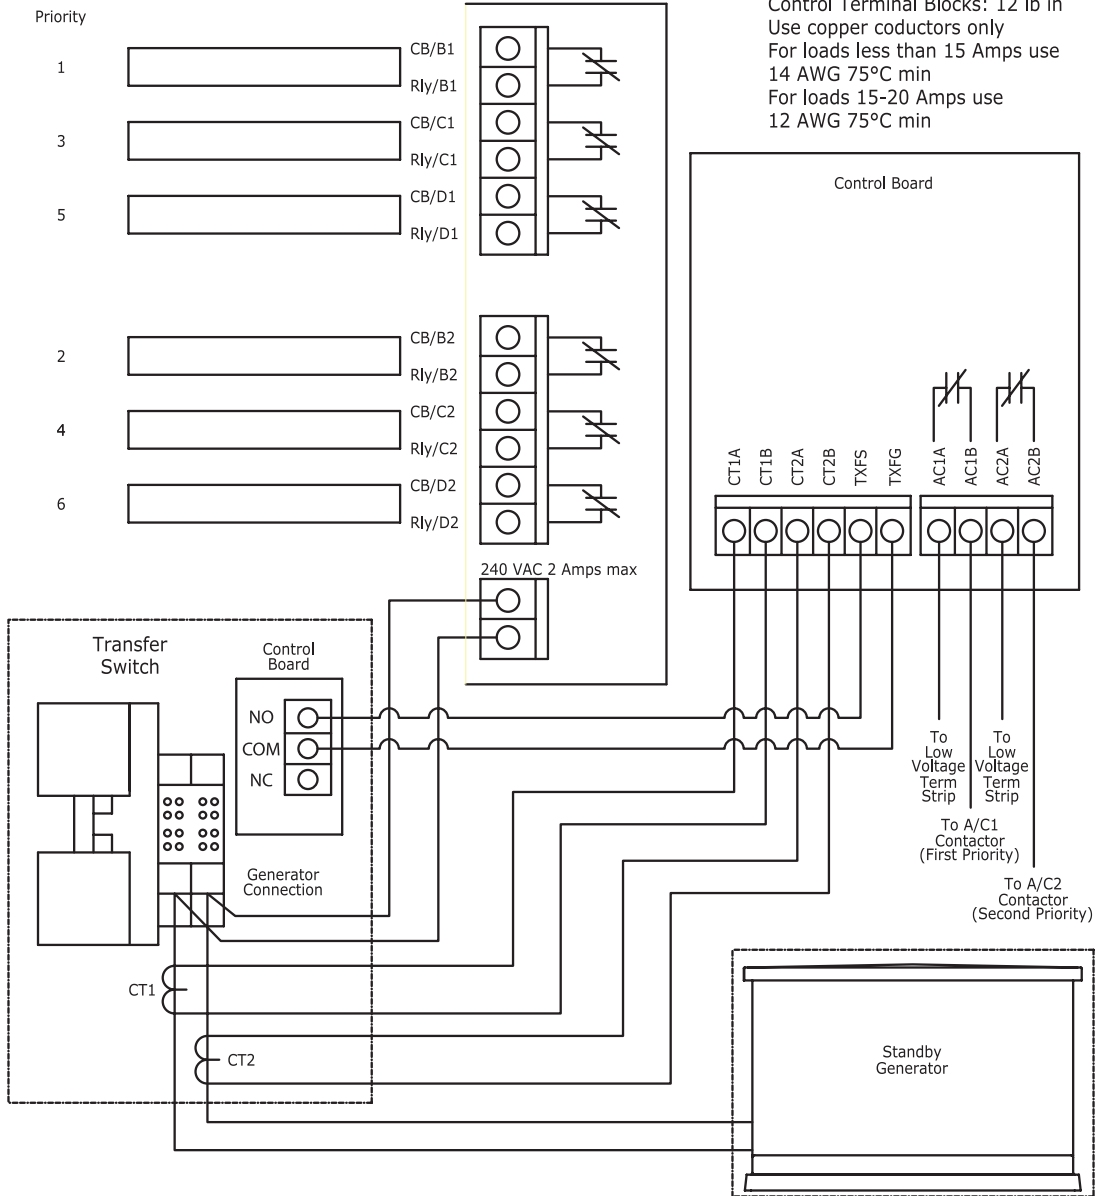 Control Terminal Blocks: 12 lb in
Use copper coductors only
For loads less than 15 Amps use
14 AWG 75°C min
For loads 15-20 Amps use
12 AWG 75°C min
Priority
1
CB/B1
Rly/B1
3
CB/C1
Rly/C1
5
CB/D1
Rly/D1
2
CB/B2
Rly/B2
4
CB/C2
Rly/C2
6
CB/D2
Rly/D2
240 VAC 2 Amps max
Control Board
CT1A
CT1B
CT2A
CT2B
TXFS
TXFG
AC1A
AC1B
AC2A
AC2B
To
Low
Voltage
Term
Strip
To
Low
Voltage
Term
Strip
To A/C1
Contactor
(First Priority)
To A/C2
Contactor
(Second Priority)
Transfer
Switch
Control
Board
NO
COM
NC
Generator
Connection
CT1
CT2
Standby
Generator